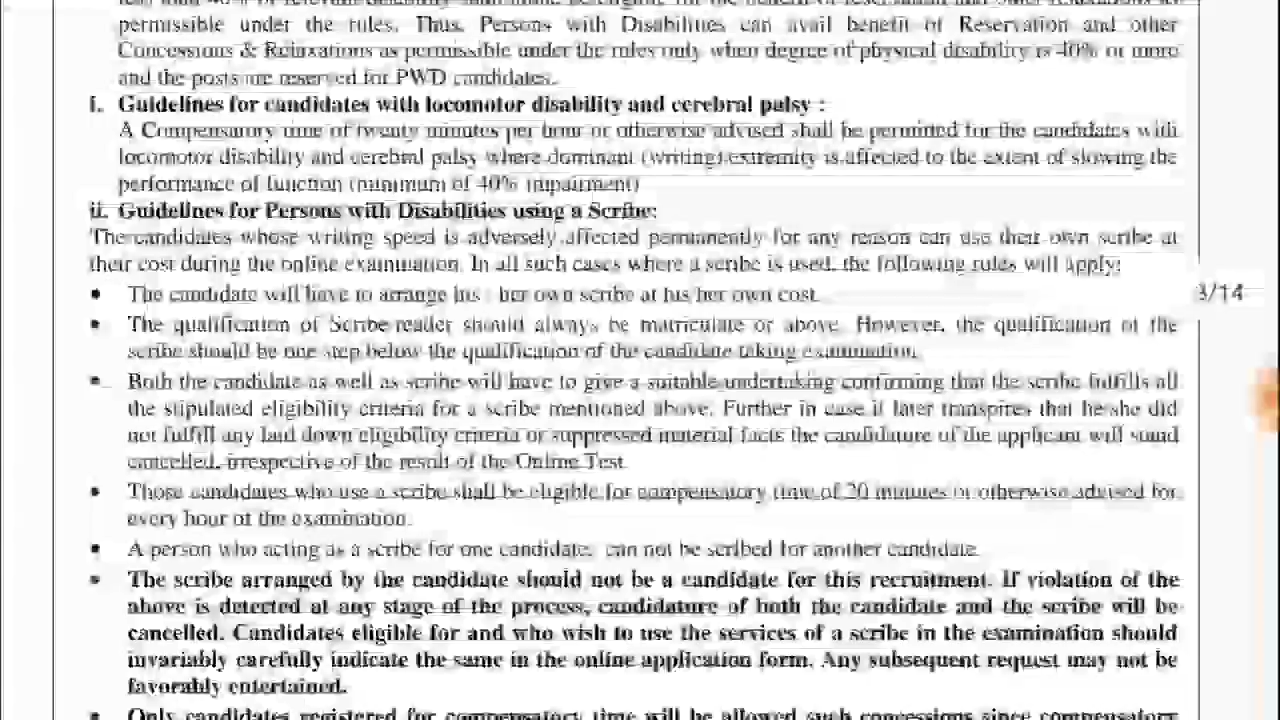 permissible under the rules. Thus, Persons with Disabilities can avail benefit of Reservation and other
Concessions & Relaxations as permissible under the rules only when degree of physical disability is 40% or more
and the posts are reserved for PWD candidates.
i. Guidelines for candidates with locomotor disability and cerebral palsy :
A Compensatory time of twenty minutes per hour or otherwise advised shall be permitted for the candidates with
locomotor disability and cerebral palsy where dominant (writing) extremity is affected to the extent of slowing the
performance of function (minimum of 40% impairment)
ii. Guidelines for Persons with Disabilities using a Scribe:
The candidates whose writing speed is adversely affected permanently for any reason can use their own scribe at
their cost during the online examination. In all such cases where a scribe is used, the following rules will apply:
• The candidate will have to arrange his / her own scribe at his/her own cost.
3/14
• The qualification of Scribe/reader should always be matriculate or above. However, the qualification of the
scribe should be one step below the qualification of the candidate taking examination.
• Both the candidate as well as scribe will have to give a suitable undertaking confirming that the scribe fulfills all
the stipulated eligibility criteria for a scribe mentioned above. Further in case it later transpires that he/she did
not fulfill any laid down eligibility criteria or suppressed material facts the candidature of the applicant will stand
cancelled, irrespective of the result of the Online Test.
• Those candidates who use a scribe shall be eligible for compensatory time of 20 minutes or otherwise advised for
every hour of the examination.
• A person who acting as a scribe for one candidate, can not be scribed for another candidate.
• The scribe arranged by the candidate should not be a candidate for this recruitment. If violation of the
above is detected at any stage of the process, candidature of both the candidate and the scribe will be
cancelled. Candidates eligible for and who wish to use the services of a scribe in the examination should
invariably carefully indicate the same in the online application form. Any subsequent request may not be
favorably entertained.
• Only candidates registered for compensatory time will be allowed such concessions since compensatory